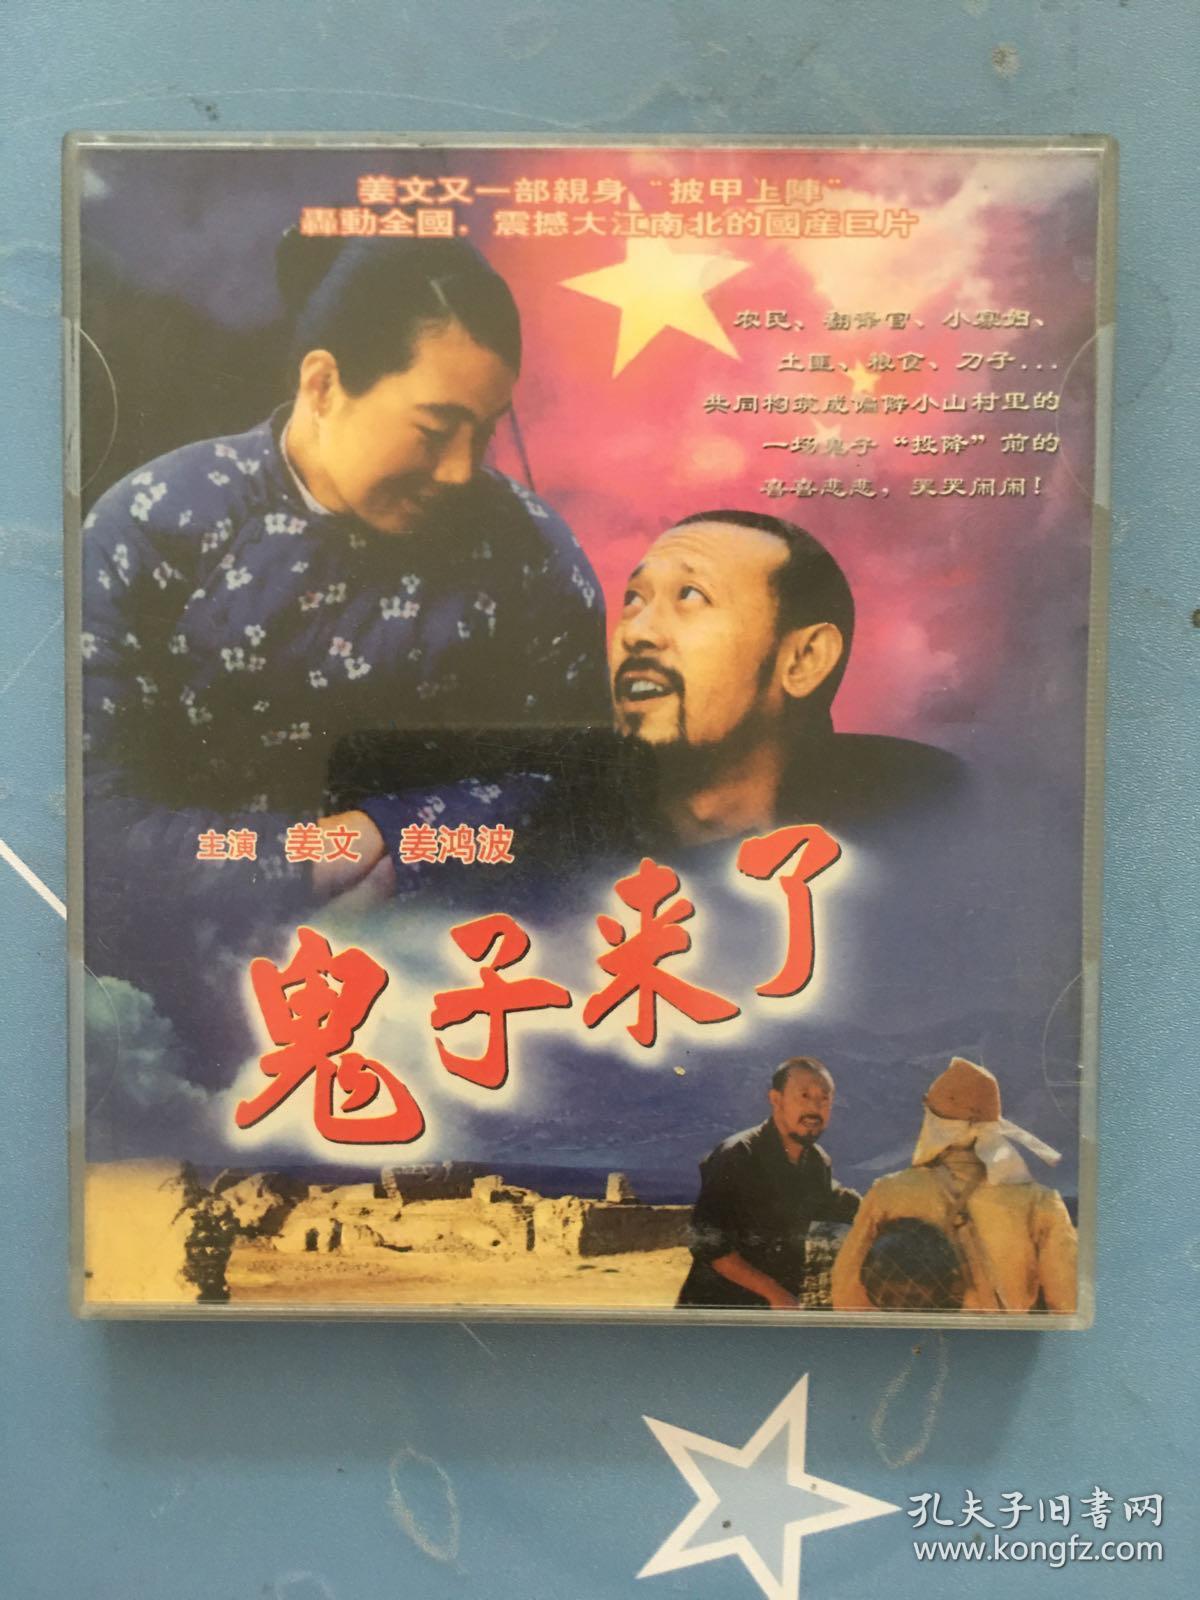 姜文又一部親身“披甲上陣”
轟動全國．震撼大江南北的國産巨片
农民、翻译官、小寡妇、
土匪、粮食、刀子...
共同构筑成偏僻小山村里的
一场鬼子“投降”前的
喜喜悲悲，哭哭闹闹！
主演 姜文 姜鸿波
鬼子来了
孔夫子旧書网
www.kongfz.com